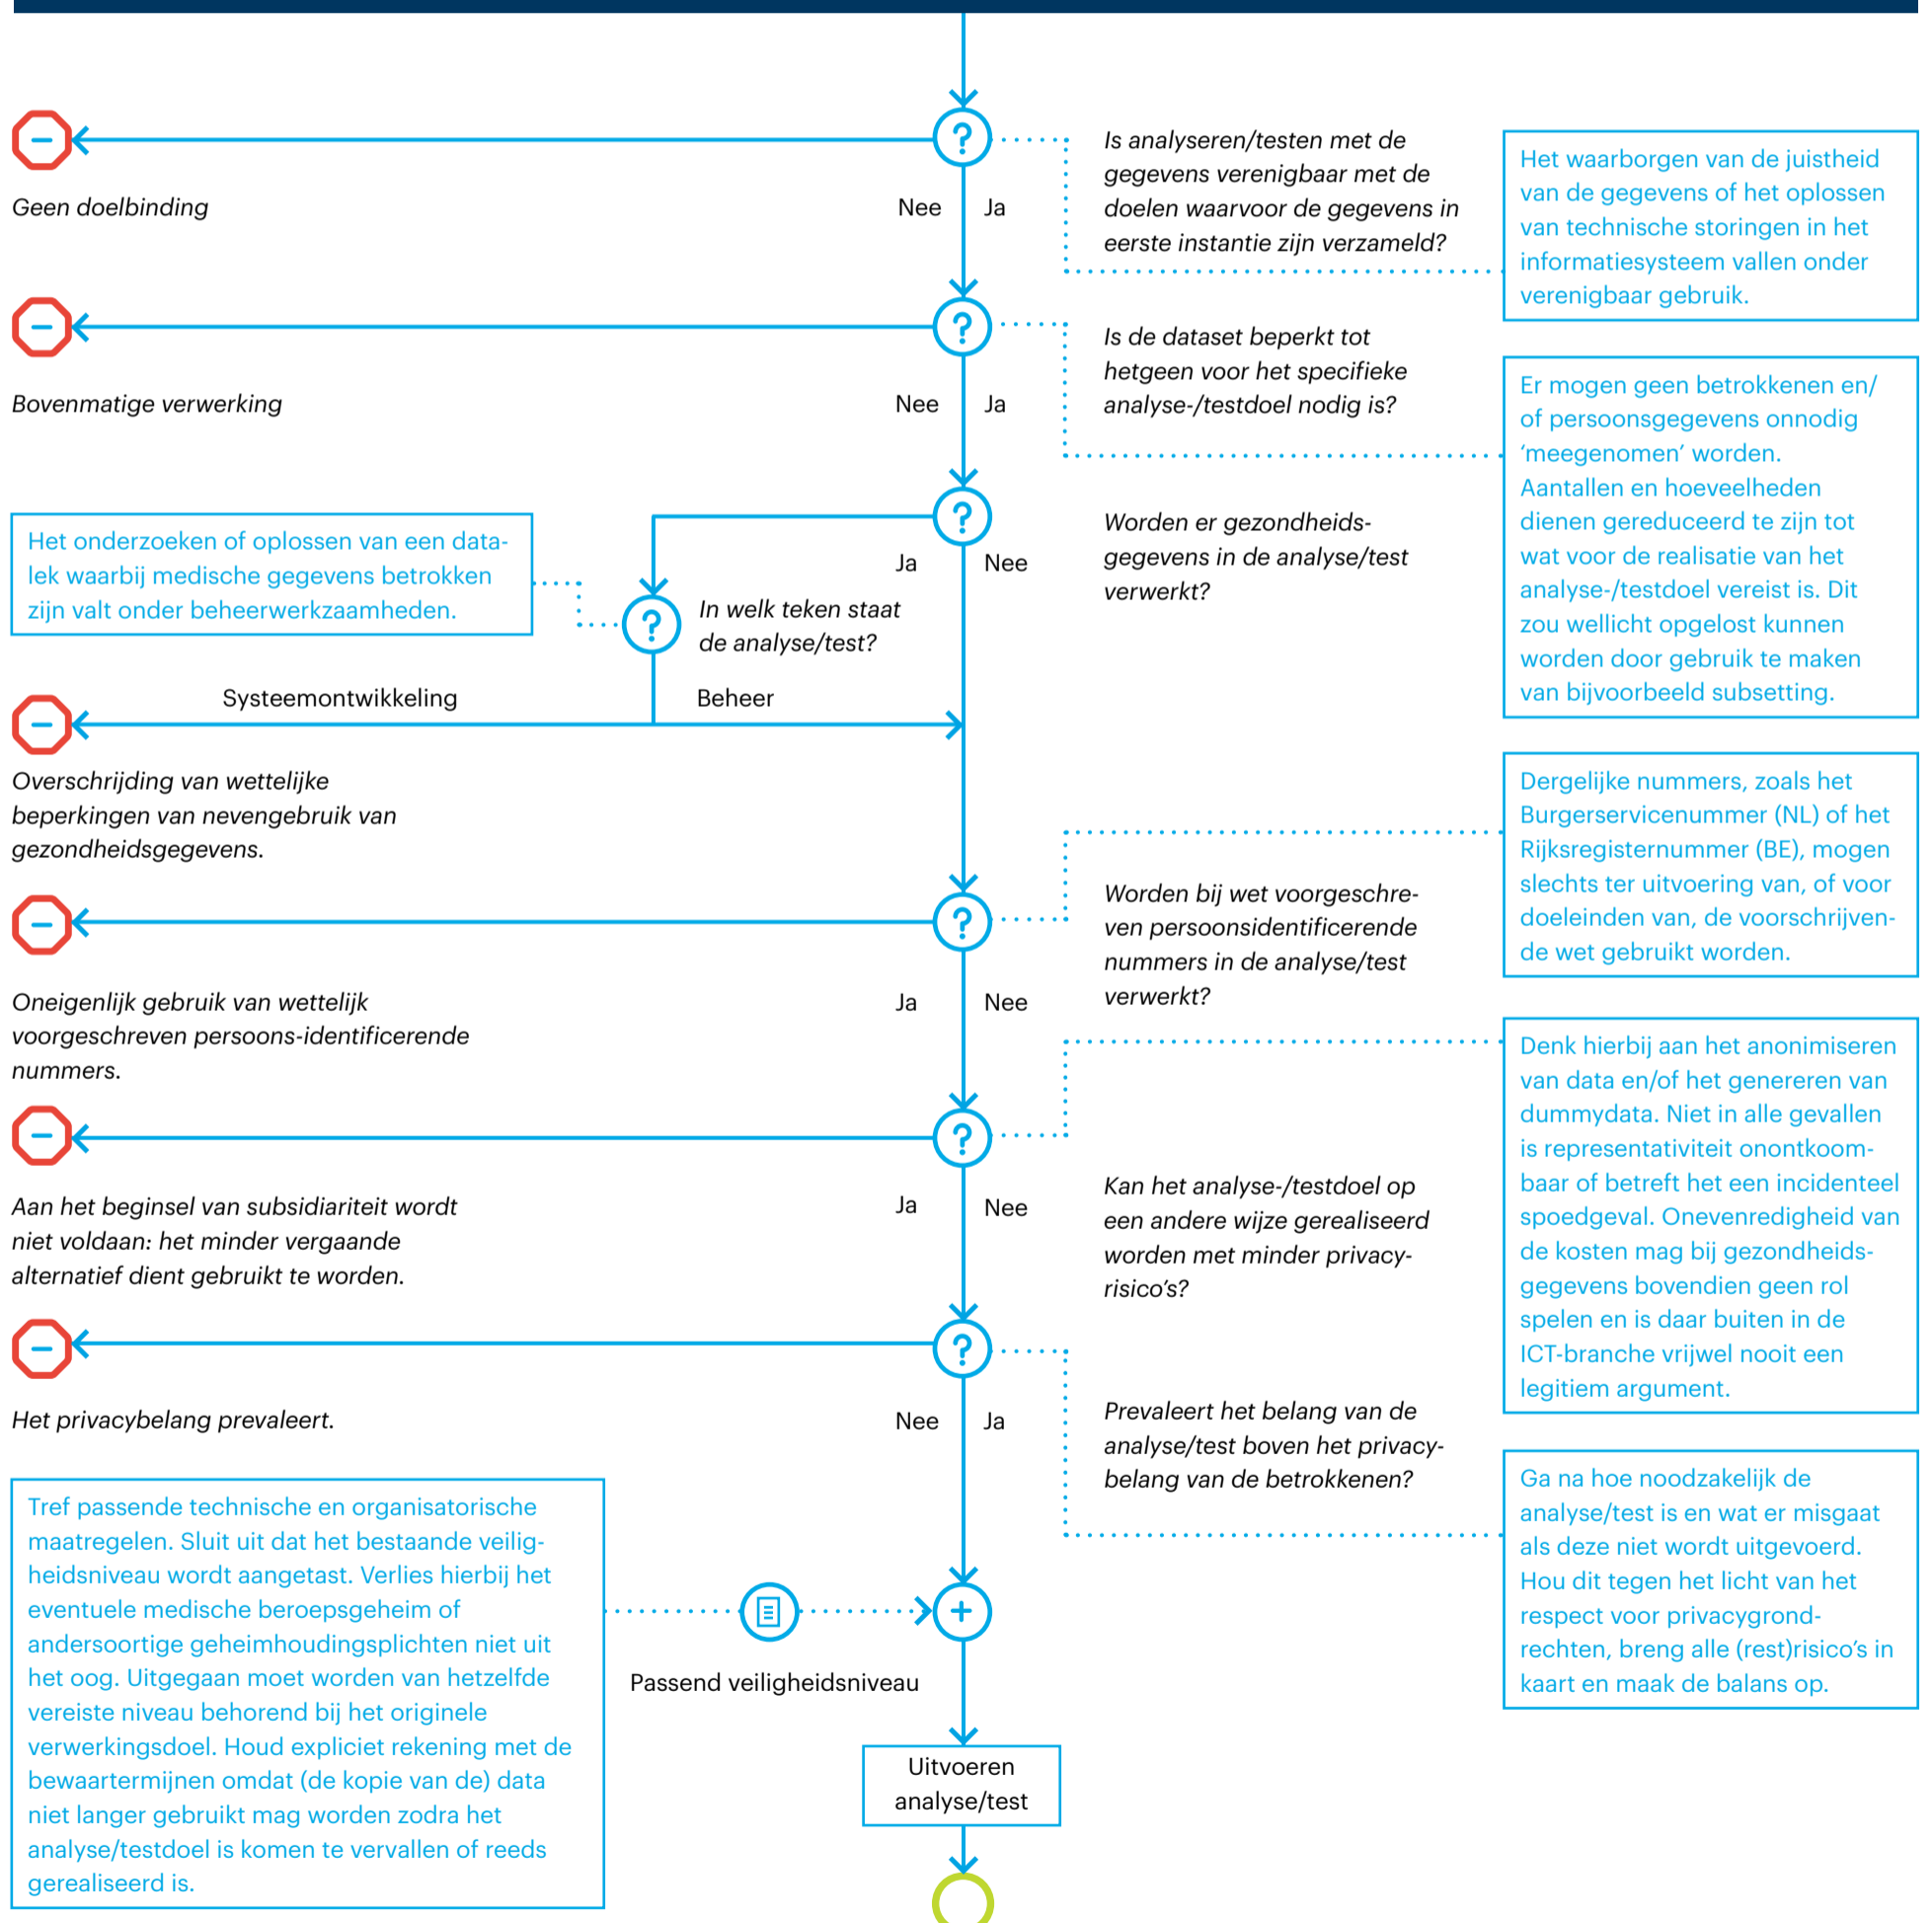 Is analyseren/testen met de
gegevens verenigbaar met de
doelen waarvoor de gegevens in
eerste instantie zijn verzameld?
Het waarborgen van de juistheid
van de gegevens of het oplossen
van technische storingen in het
informatiesysteem vallen onder
verenigbaar gebruik.
Nee
Ja
Geen doelbinding
Is de dataset beperkt tot
hetgeen voor het specifieke
analyse-/testdoel nodig is?
Er mogen geen betrokkenen en/
of persoonsgegevens onnodig
‘meegenomen’ worden.
Aantallen en hoeveelheden
dienen gereduceerd te zijn tot
wat voor de realisatie van het
analyse-/testdoel vereist is. Dit
zou wellicht opgelost kunnen
worden door gebruik te maken
van bijvoorbeeld subsetting.
Nee
Ja
Bovenmatige verwerking
Worden er gezondheids-
gegevens in de analyse/test
verwerkt?
Ja
Nee
Het onderzoeken of oplossen van een data-
lek waarbij medische gegevens betrokken
zijn valt onder beheerwerkzaamheden.
In welk teken staat
de analyse/test?
Systeemontwikkeling
Beheer
Overschrijding van wettelijke
beperkingen van nevengebruik van
gezondheidsgegevens.
Worden bij wet voorgeschre-
ven persoonsidentificerende
nummers in de analyse/test
verwerkt?
Dergelijke nummers, zoals het
Burgerservicenummer (NL) of het
Rijksregisternummer (BE), mogen
slechts ter uitvoering van, of voor
doeleinden van, de voorschrijven-
de wet gebruikt worden.
Ja
Nee
Oneigenlijk gebruik van wettelijk
voorgeschreven persoons-identificerende
nummers.
Kan het analyse-/testdoel op
een andere wijze gerealiseerd
worden met minder privacy-
risico’s?
Denk hierbij aan het anonimiseren
van data en/of het genereren van
dummydata. Niet in alle gevallen
is representativiteit onontkoom-
baar of betreft het een incidenteel
spoedgeval. Onevenredigheid van
de kosten mag bij gezondheids-
gegevens bovendien geen rol
spelen en is daar buiten in de
ICT-branche vrijwel nooit een
legitiem argument.
Ja
Nee
Aan het beginsel van subsidiariteit wordt
niet voldaan: het minder vergaande
alternatief dient gebruikt te worden.
Prevaleert het belang van de
analyse/test boven het privacy-
belang van de betrokkenen?
Ga na hoe noodzakelijk de
analyse/test is en wat er misgaat
als deze niet wordt uitgevoerd.
Hou dit tegen het licht van het
respect voor privacygrond-
rechten, breng alle (rest)risico’s in
kaart en maak de balans op.
Nee
Ja
Het privacybelang prevaleert.
Tref passende technische en organisatorische
maatregelen. Sluit uit dat het bestaande veilig-
heidsniveau wordt aangetast. Verlies hierbij het
eventuele medische beroepsgeheim of
andersoortige geheimhoudingsplichten niet uit
het oog. Uitgegaan moet worden van hetzelfde
vereiste niveau behorend bij het originele
verwerkingsdoel. Houd expliciet rekening met de
bewaartermijnen omdat (de kopie van de) data
niet langer gebruikt mag worden zodra het
analyse/testdoel is komen te vervallen of reeds
gerealiseerd is.
Passend veiligheidsniveau
Uitvoeren
analyse/test